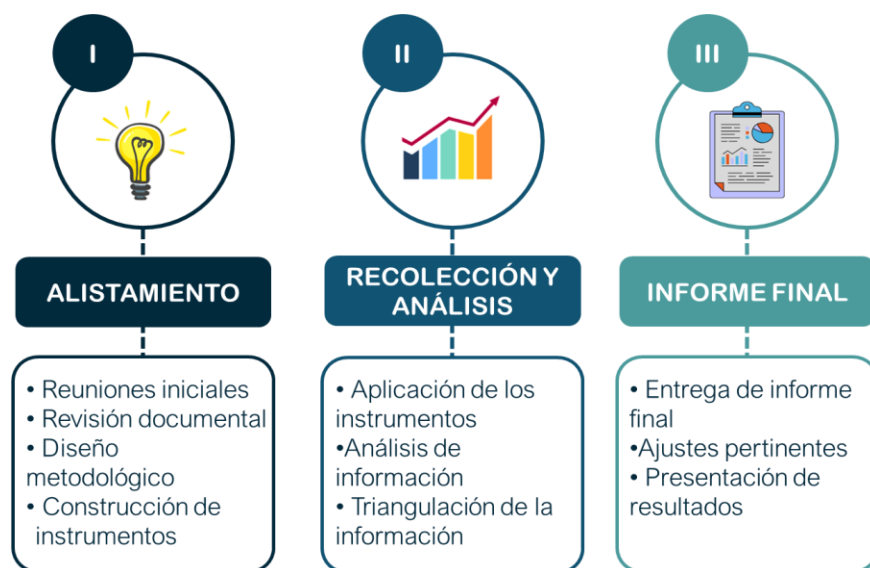 I
ALISTAMIENTO
• Reuniones iniciales
• Revisión documental
• Diseño
metodológico
• Construcción de
instrumentos
II
RECOLECCIÓN Y
ANÁLISIS
• Aplicación de los
instrumentos
•Análisis de
información
• Triangulación de la
información
III
INFORME FINAL
• Entrega de informe
final
•Ajustes pertinentes
• Presentación de
resultados